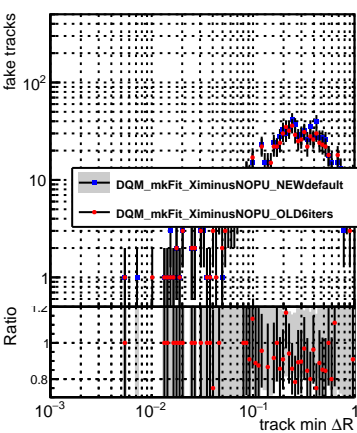 fake tracks
10²
10
1
DQM_mkFit_XiminusNOPU_NEWdefault
DQM_mkFit_XiminusNOPU_OLD6iters
Ratio
1.2
1
0.8
10⁻³ 10⁻² 10⁻¹ 1
track min ΔR